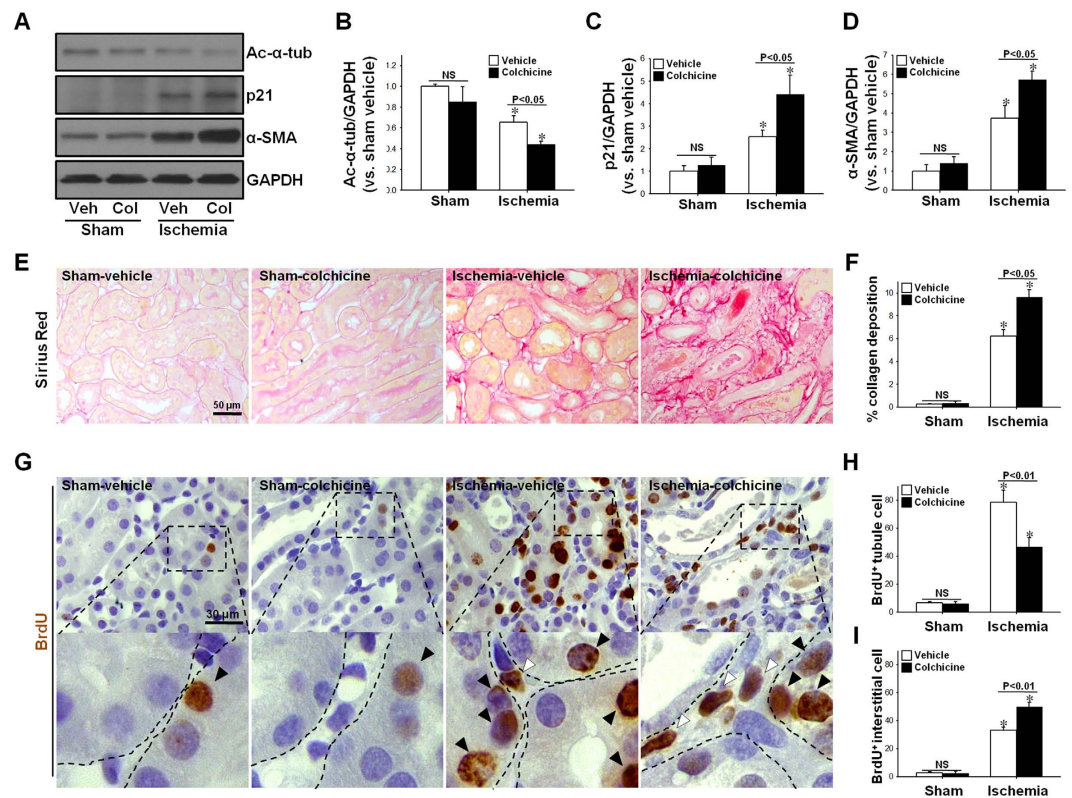 A
Ac-α-tub
p21
α-SMA
GAPDH
Veh Col Veh Col
Sham Ischemia
B
Ac-α-tub/GAPDH
(vs. sham vehicle)
1.2
1.0
0.8
0.6
0.4
0.2
0
Vehicle
Colchicine
NS
P<0.05
*
*
Sham Ischemia
C
p21/GAPDH
(vs. sham vehicle)
6
5
4
3
2
1
0
Vehicle
Colchicine
NS
P<0.05
*
*
Sham Ischemia
D
α-SMA/GAPDH
(vs. sham vehicle)
8
7
6
5
4
3
2
1
0
Vehicle
Colchicine
NS
P<0.05
*
*
Sham Ischemia
E
Sirius Red
Sham-vehicle
Sham-colchicine
Ischemia-vehicle
Ischemia-colchicine
50 µm
F
% collagen deposition
10
8
6
4
2
0
Vehicle
Colchicine
NS
P<0.05
*
*
Sham Ischemia
G
BrdU
Sham-vehicle
Sham-colchicine
Ischemia-vehicle
Ischemia-colchicine
30 µm
H
BrdU⁺ tubule cell
80
60
40
20
0
Vehicle
Colchicine
NS
P<0.01
*
*
Sham Ischemia
I
BrdU⁺ interstitial cell
80
60
40
20
0
Vehicle
Colchicine
NS
P<0.01
*
*
Sham Ischemia